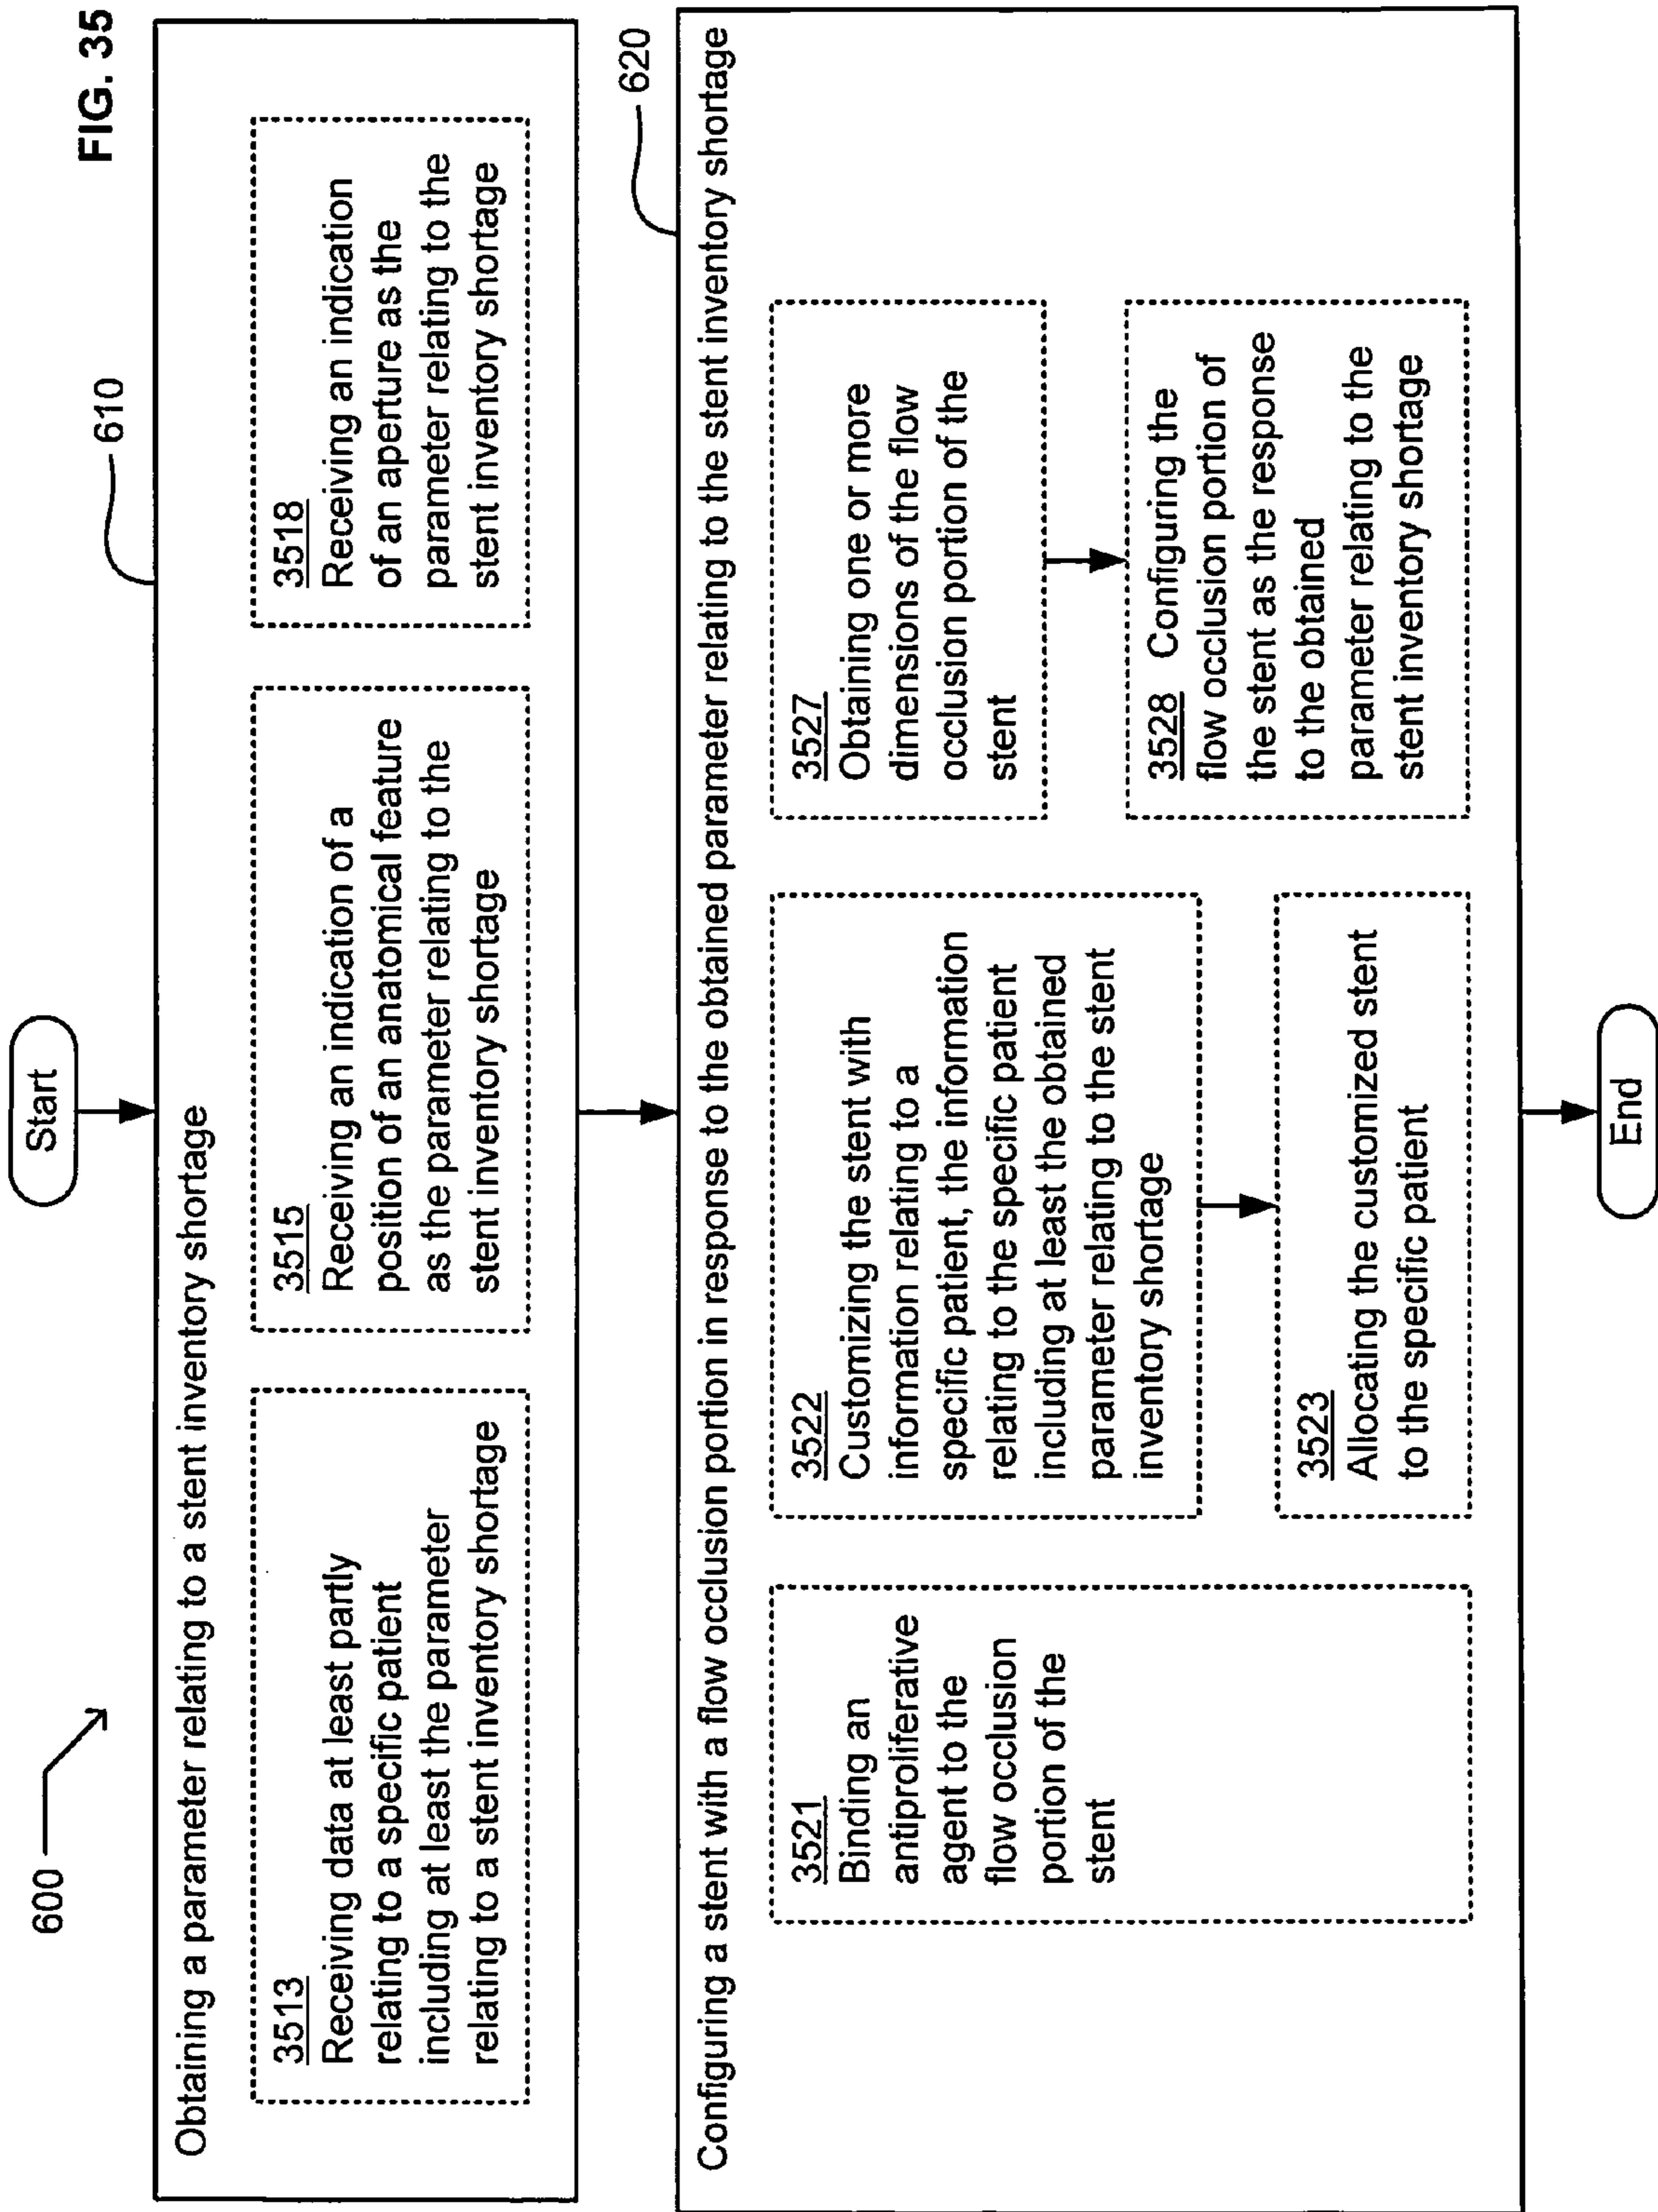 FIG. 35
600
Start
610
Obtaining a parameter relating to a stent inventory shortage
3513
Receiving data at least partly
relating to a specific patient
including at least the parameter
relating to a stent inventory shortage
3515
Receiving an indication of a
position of an anatomical feature
as the parameter relating to the
stent inventory shortage
3518
Receiving an indication
of an aperture as the
parameter relating to the
stent inventory shortage
620
Configuring a stent with a flow occlusion portion in response to the obtained parameter relating to the stent inventory shortage
3521
Binding an
antiproliferative
agent to the
flow occlusion
portion of the
stent
3522
Customizing the stent with
information relating to a
specific patient, the information
relating to the specific patient
including at least the obtained
parameter relating to the stent
inventory shortage
3523
Allocating the customized stent
to the specific patient
3527
Obtaining one or more
dimensions of the flow
occlusion portion of the
stent
3528 Configuring the
flow occlusion portion of
the stent as the response
to the obtained
parameter relating to the
stent inventory shortage
End